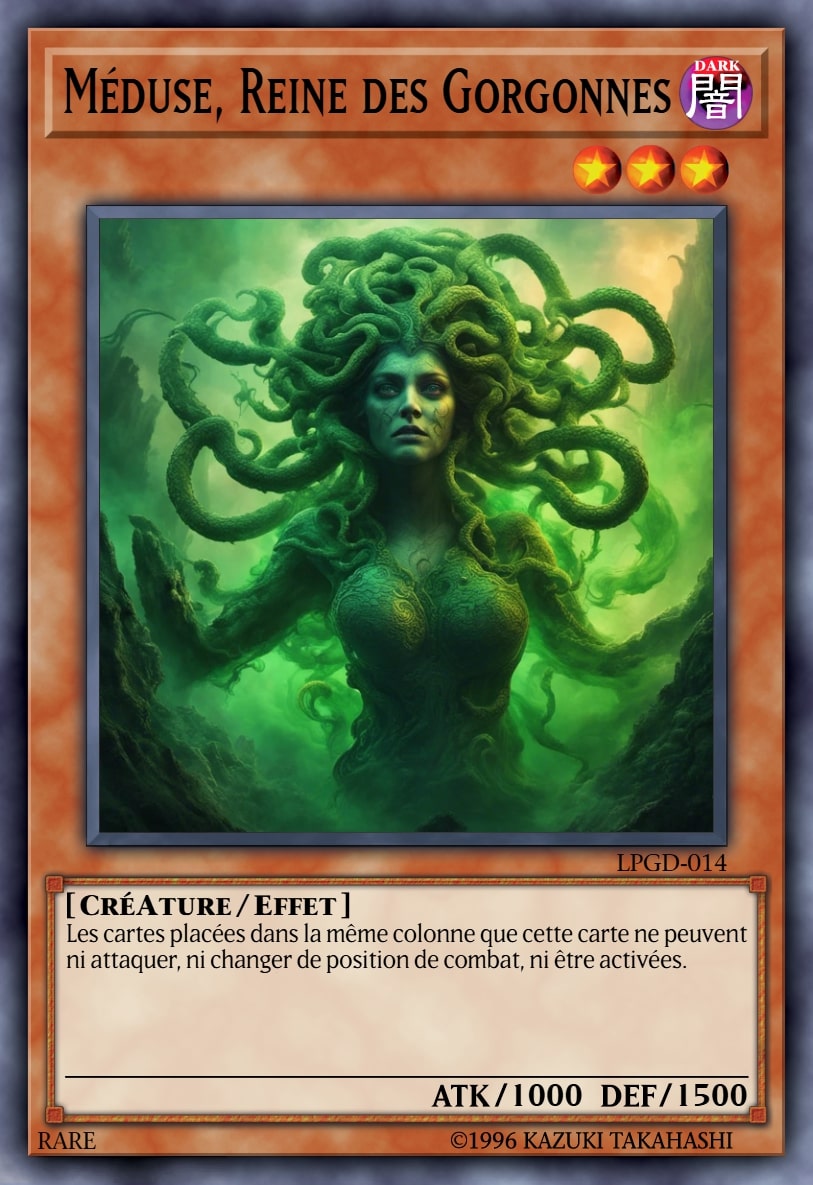 Méduse, Reine des Gorgonnes
DARK
闇
LPGD-014
[CRÉATURE/EFFET]
Les cartes placées dans la même colonne que cette carte ne peuvent
ni attaquer, ni changer de position de combat, ni être activées.
ATK/1000 DEF/1500
RARE
©1996 KAZUKI TAKAHASHI